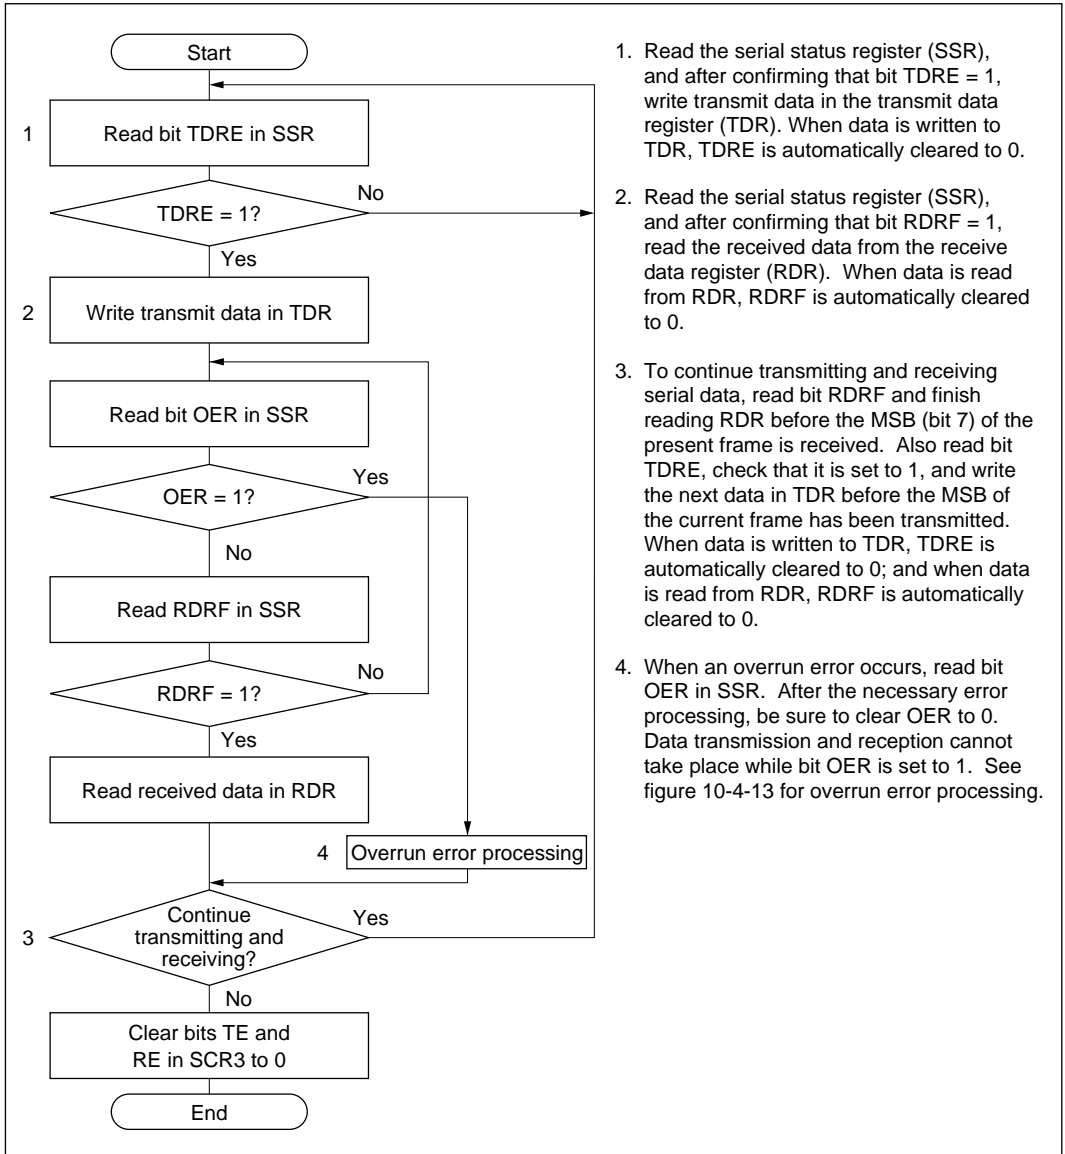 Start
1
Read bit TDRE in SSR
TDRE = 1?
No
Yes
2
Write transmit data in TDR
Read bit OER in SSR
OER = 1?
Yes
No
Read RDRF in SSR
RDRF = 1?
No
Yes
Read received data in RDR
4
Overrun error processing
3
Continue
transmitting and
receiving?
Yes
No
Clear bits TE and
RE in SCR3 to 0
End
1. Read the serial status register (SSR),
and after confirming that bit TDRE = 1,
write transmit data in the transmit data
register (TDR). When data is written to
TDR, TDRE is automatically cleared to 0.
2. Read the serial status register (SSR),
and after confirming that bit RDRF = 1,
read the received data from the receive
data register (RDR). When data is read
from RDR, RDRF is automatically cleared
to 0.
3. To continue transmitting and receiving
serial data, read bit RDRF and finish
reading RDR before the MSB (bit 7) of the
present frame is received. Also read bit
TDRE, check that it is set to 1, and write
the next data in TDR before the MSB of
the current frame has been transmitted.
When data is written to TDR, TDRE is
automatically cleared to 0; and when data
is read from RDR, RDRF is automatically
cleared to 0.
4. When an overrun error occurs, read bit
OER in SSR. After the necessary error
processing, be sure to clear OER to 0.
Data transmission and reception cannot
take place while bit OER is set to 1. See
figure 10-4-13 for overrun error processing.